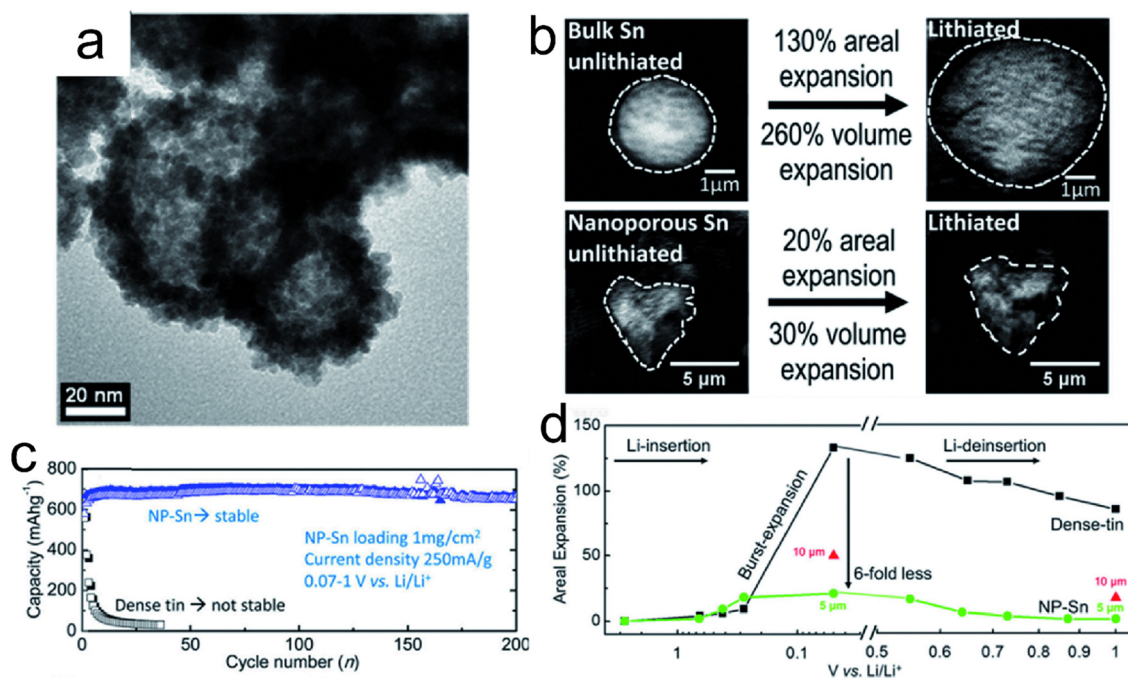 a
20 nm
b
Bulk Sn
unlithiated
130% areal
expansion
260% volume
expansion
Lithiated
1μm
1μm
Nanoporous Sn
unlithiated
20% areal
expansion
30% volume
expansion
Lithiated
5 μm
5 μm
c
Capacity (mAhg⁻¹)
800
600
400
200
0
NP-Sn→ stable
NP-Sn loading 1mg/cm²
Current density 250mA/g
0.07-1 V vs. Li/Li⁺
Dense tin → not stable
0 50 100 150 200
Cycle number (n)
d
Areal Expansion (%)
150
100
50
0
Li-insertion
Li-deinsertion
Burst-expansion
Dense-tin
10 μm
6-fold less
5 μm
10 μm
NP-Sn
5 μm
1 0.1 0.5 0.6 0.7 0.8 0.9 1
V vs. Li/Li⁺